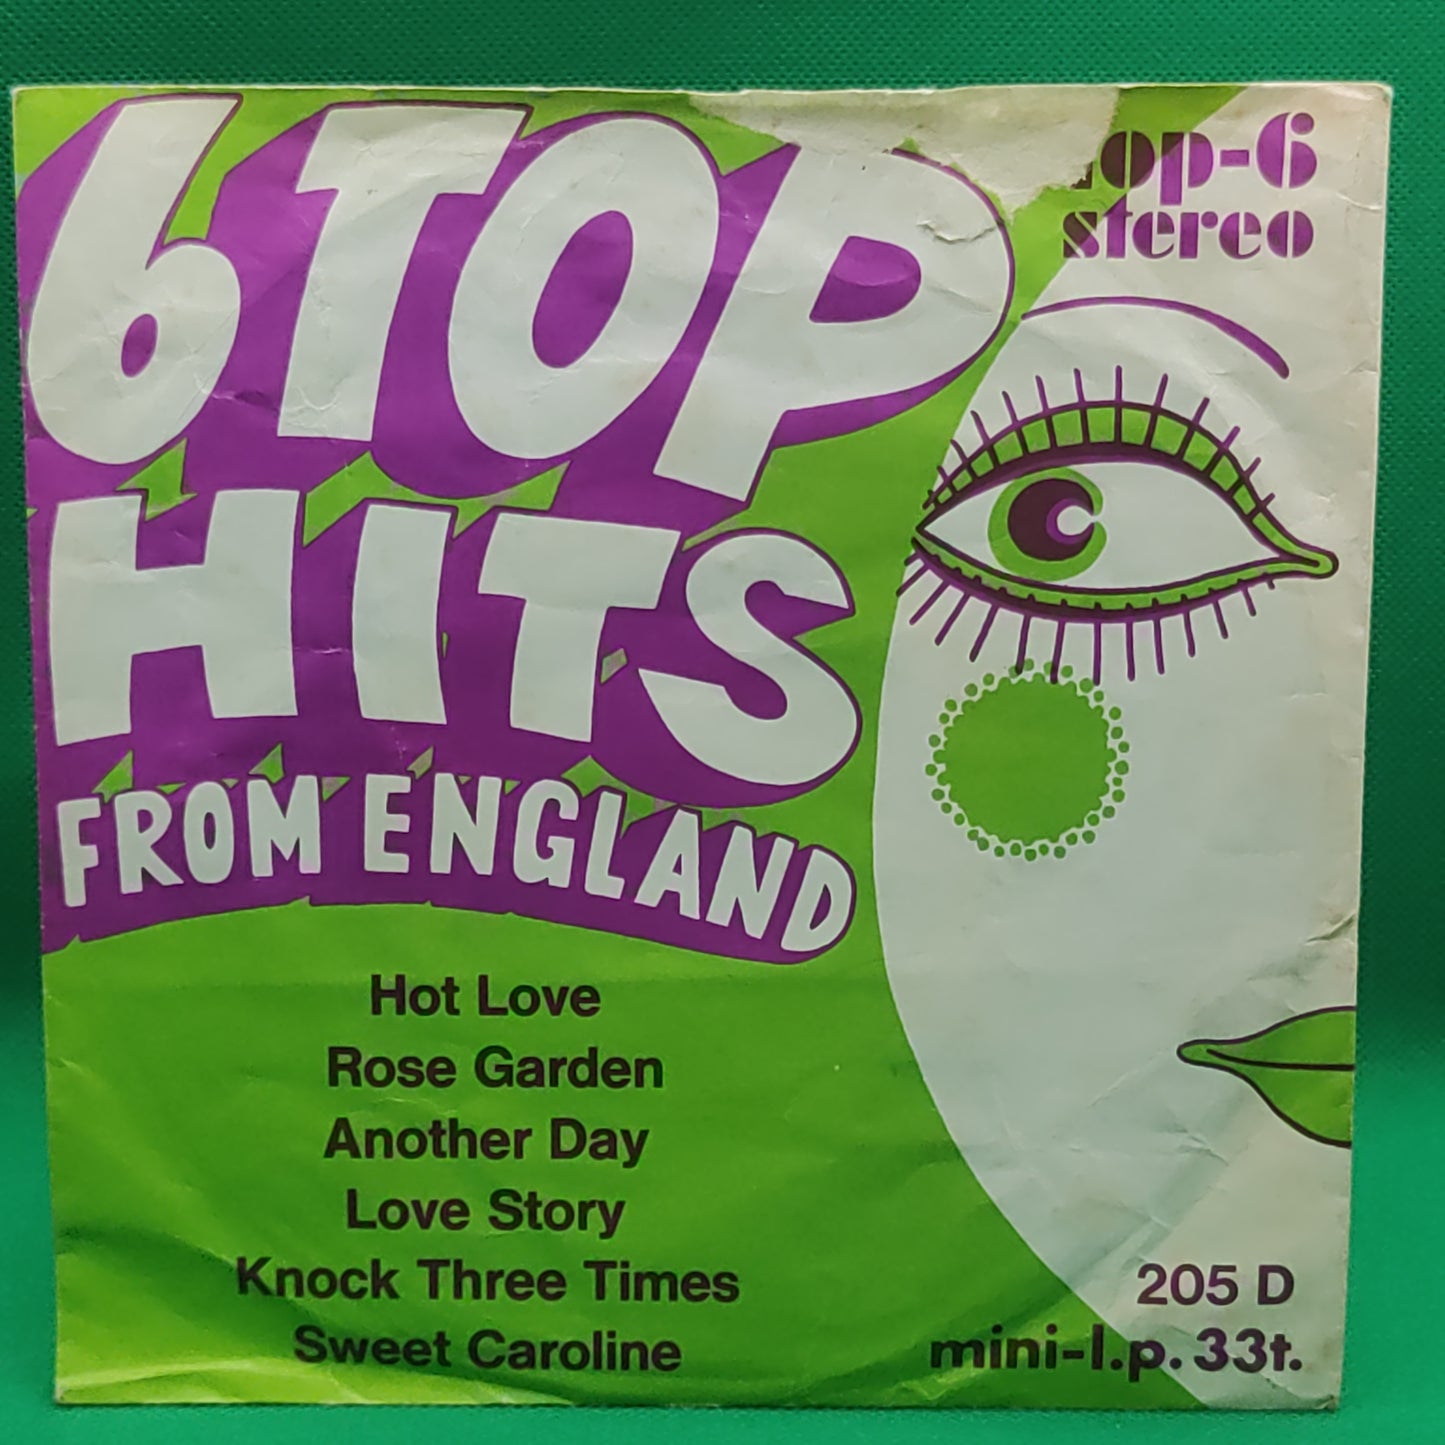 6 TOP
HITS
FROM ENGLAND
op-6
stereo
Hot Love
Rose Garden
Another Day
Love Story
Knock Three Times
Sweet Caroline
205 D
mini-l.p. 33t.